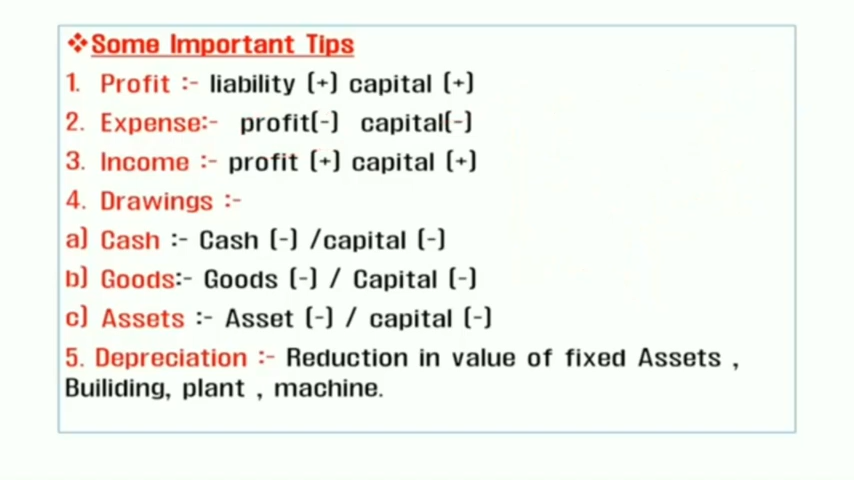 ❖Some Important Tips
1. Profit :- liability (+) capital (+)
2. Expense:- profit(-) capital(-)
3. Income :- profit (+) capital (+)
4. Drawings :-
a) Cash :- Cash (-) /capital (-)
b) Goods:- Goods (-) / Capital (-)
c) Assets :- Asset (-) / capital (-)
5. Depreciation :- Reduction in value of fixed Assets ,
Builiding, plant , machine.